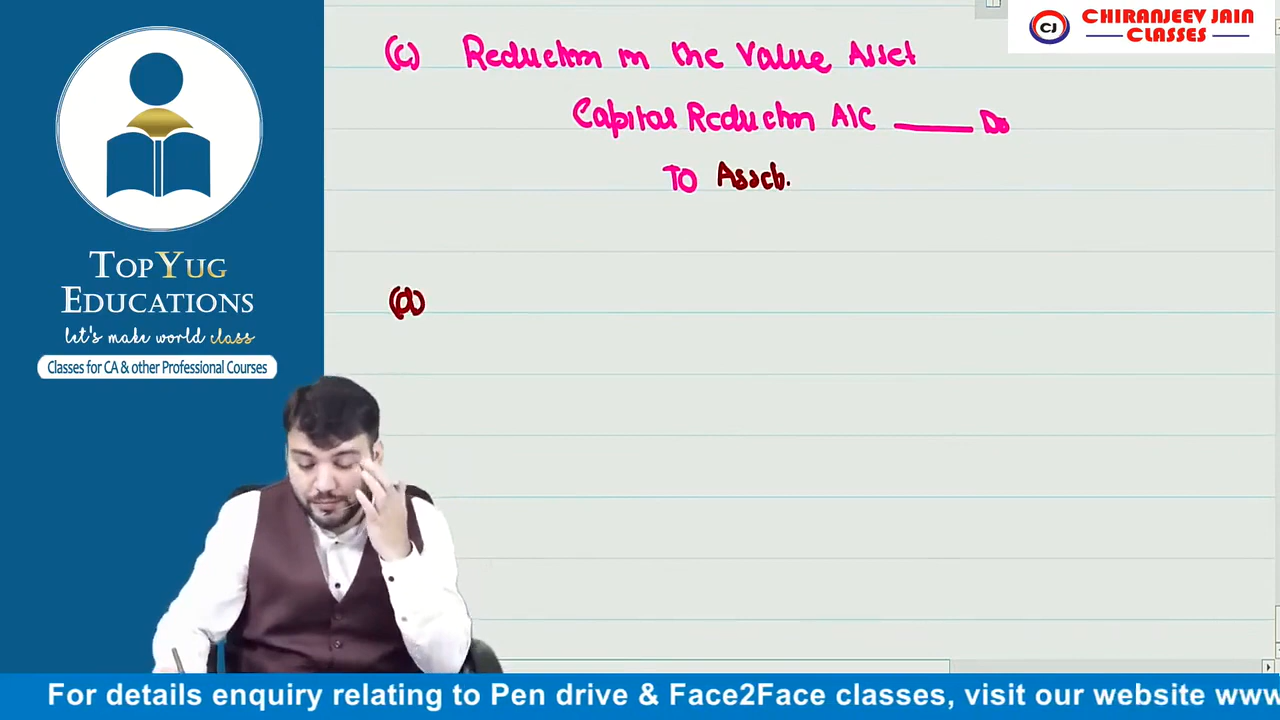 CHIRANJEEV JAIN
CJ
CLASSES
(c) Reduction in the Value Asset
Capital Reduction A/C ____ Dr
TO Assets.
(d)
TOPYUG
EDUCATIONS
let's make world class
Classes for CA & other Professional Courses
For details enquiry relating to Pen drive & Face2Face classes, visit our website www.